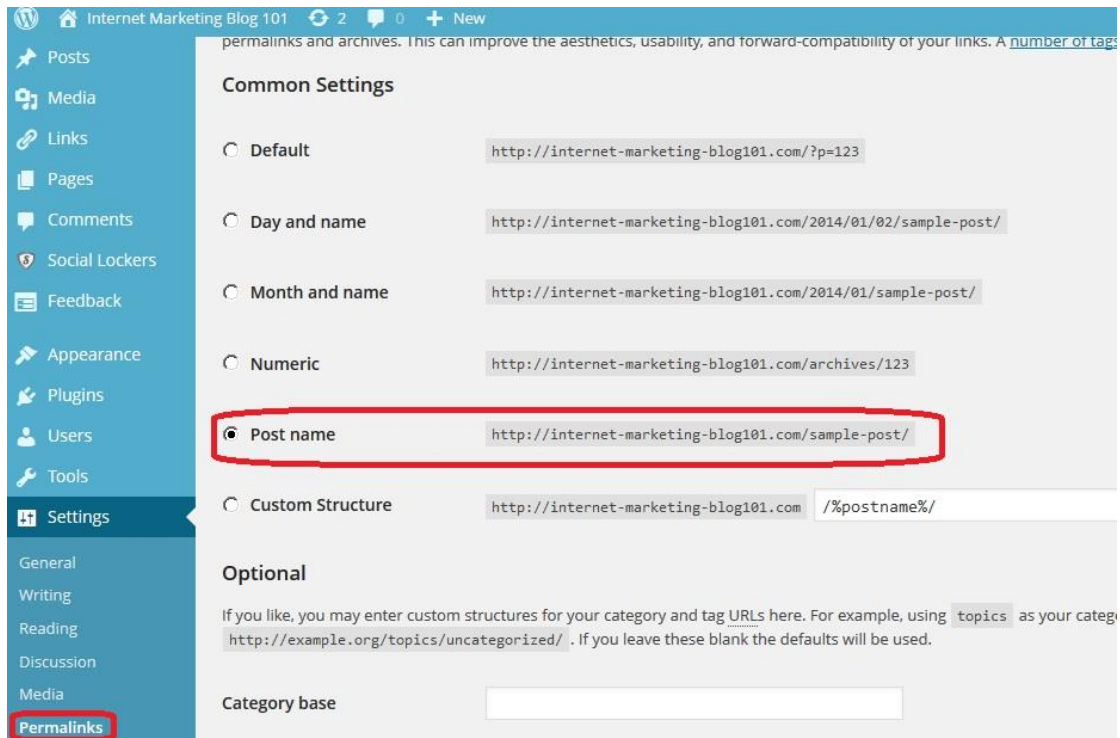 Internet Marketing Blog 101 2 0 + New
Posts
Media
Links
Pages
Comments
Social Lockers
Feedback
Appearance
Plugins
Users
Tools
Settings
General
Writing
Reading
Discussion
Media
Permalinks
permalinks and archives. This can improve the aesthetics, usability, and forward-compatibility of your links. A number of tags
Common Settings
Default http://internet-marketing-blog101.com/?p=123
Day and name http://internet-marketing-blog101.com/2014/01/02/sample-post/
Month and name http://internet-marketing-blog101.com/2014/01/sample-post/
Numeric http://internet-marketing-blog101.com/archives/123
Post name http://internet-marketing-blog101.com/sample-post/
Custom Structure http://internet-marketing-blog101.com /%postname%/
Optional
If you like, you may enter custom structures for your category and tag URLs here. For example, using topics as your catego
http://example.org/topics/uncategorized/ . If you leave these blank the defaults will be used.
Category base